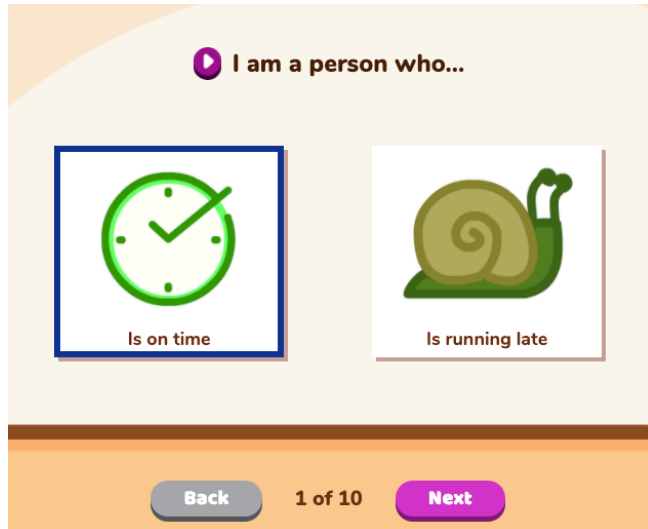 I am a person who...
Is on time
Is running late
Back
1 of 10
Next